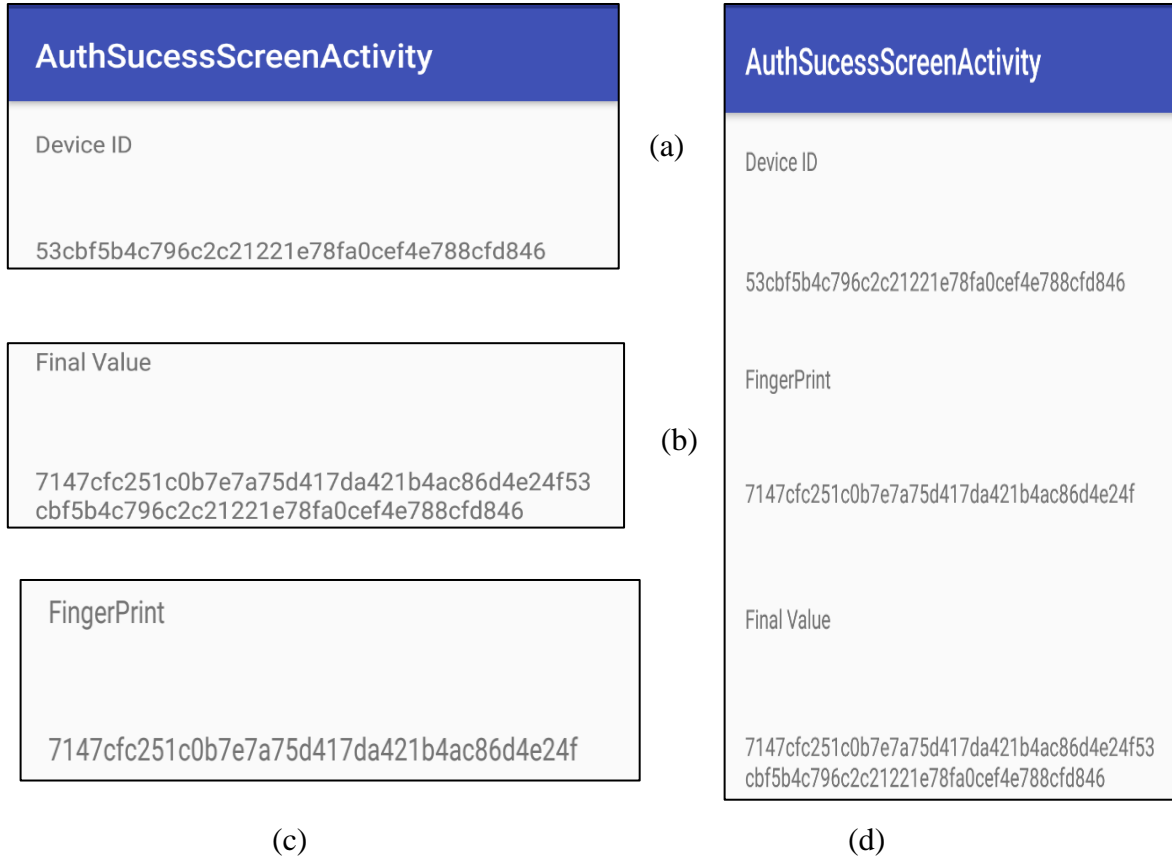 AuthSucessScreenActivity
Device ID
53cbf5b4c796c2c21221e78fa0cef4e788cfd846
(a)
Final Value
7147cfc251c0b7e7a75d417da421b4ac86d4e24f53
cbf5b4c796c2c21221e78fa0cef4e788cfd846
(b)
FingerPrint
7147cfc251c0b7e7a75d417da421b4ac86d4e24f
(c)
AuthSucessScreenActivity
Device ID
53cbf5b4c796c2c21221e78fa0cef4e788cfd846
FingerPrint
7147cfc251c0b7e7a75d417da421b4ac86d4e24f
Final Value
7147cfc251c0b7e7a75d417da421b4ac86d4e24f53
cbf5b4c796c2c21221e78fa0cef4e788cfd846
(d)